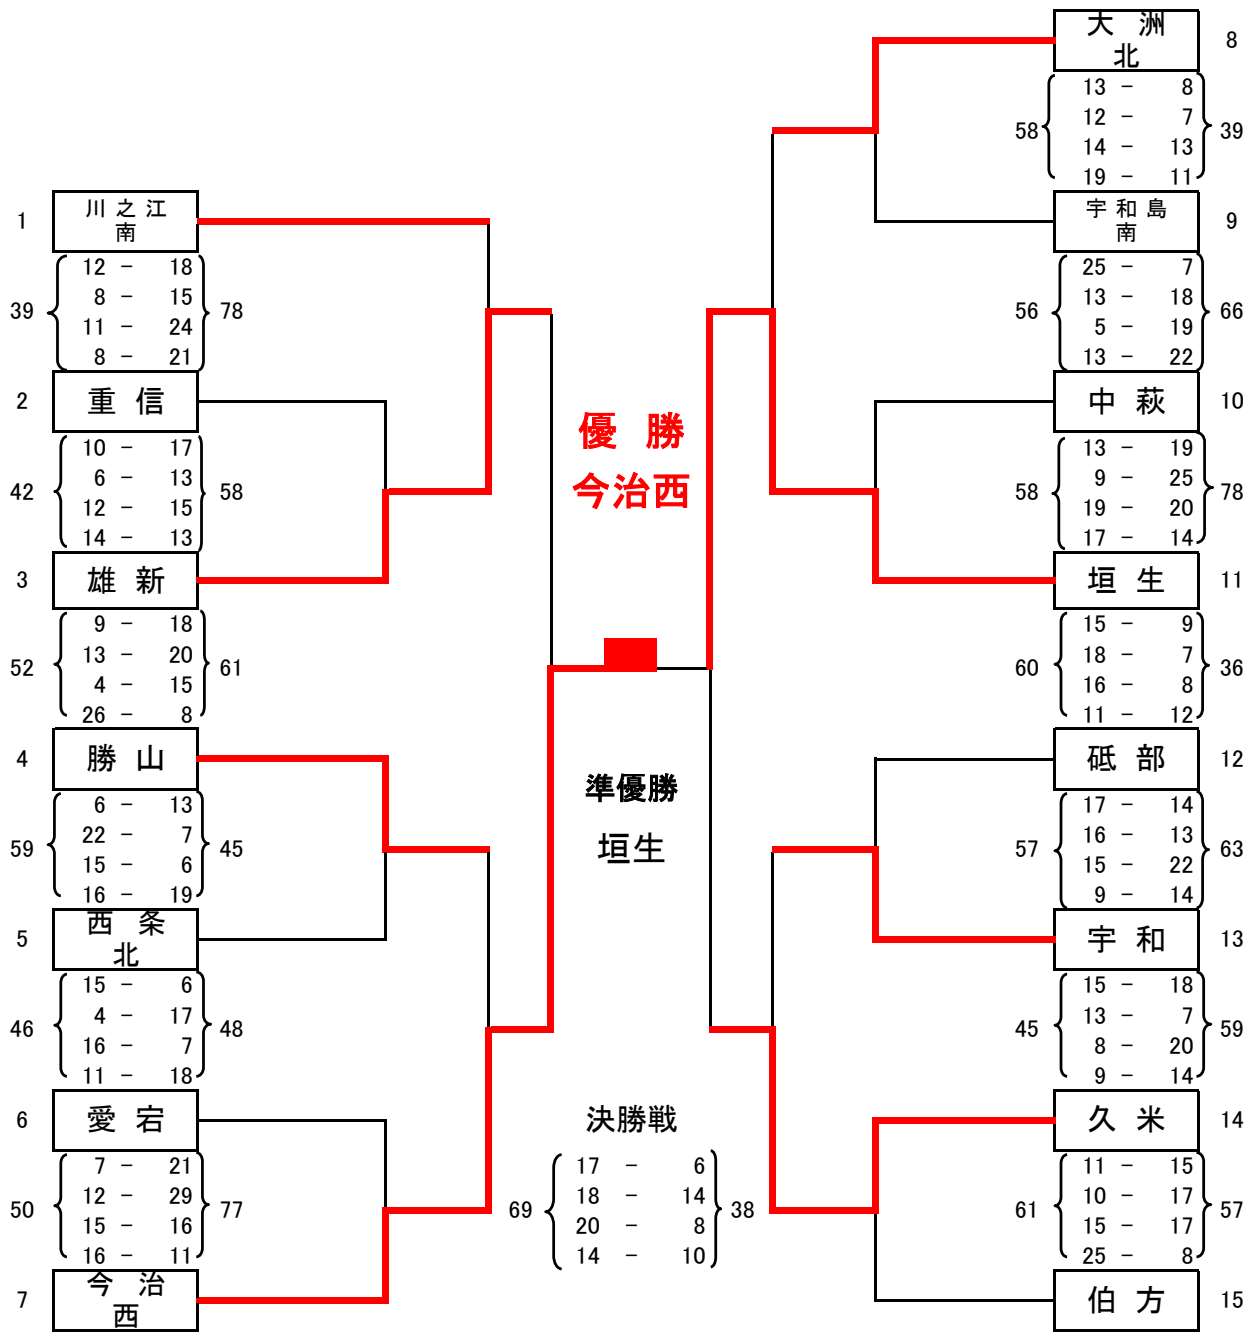 1 川之江
南
12 - 18
8 - 15
39 78
11 - 24
8 - 21
2 重信
10 - 17
6 - 13
42 58
12 - 15
14 - 13
3 雄新
9 - 18
13 - 20
52 61
4 - 15
26 - 8
4 勝山
6 - 13
22 - 7
59 45
15 - 6
16 - 19
5 西条
北
15 - 6
4 - 17
46 48
16 - 7
11 - 18
6 愛宕
7 - 21
12 - 29
50 77
15 - 16
16 - 11
7 今治
西
優勝
今治西
準優勝
垣生
決勝戦
17 - 6
18 - 14
69 38
20 - 8
14 - 10
大洲 8
北
13 - 8
12 - 7
58 39
14 - 13
19 - 11
宇和島 9
南
25 - 7
13 - 18
56 66
5 - 19
13 - 22
中萩 10
13 - 19
9 - 25
58 78
19 - 20
17 - 14
垣生 11
15 - 9
18 - 7
60 36
16 - 8
11 - 12
砥部 12
17 - 14
16 - 13
57 63
15 - 22
9 - 14
宇和 13
15 - 18
13 - 7
45 59
8 - 20
9 - 14
久米 14
11 - 15
10 - 17
61 57
15 - 17
25 - 8
伯方 15